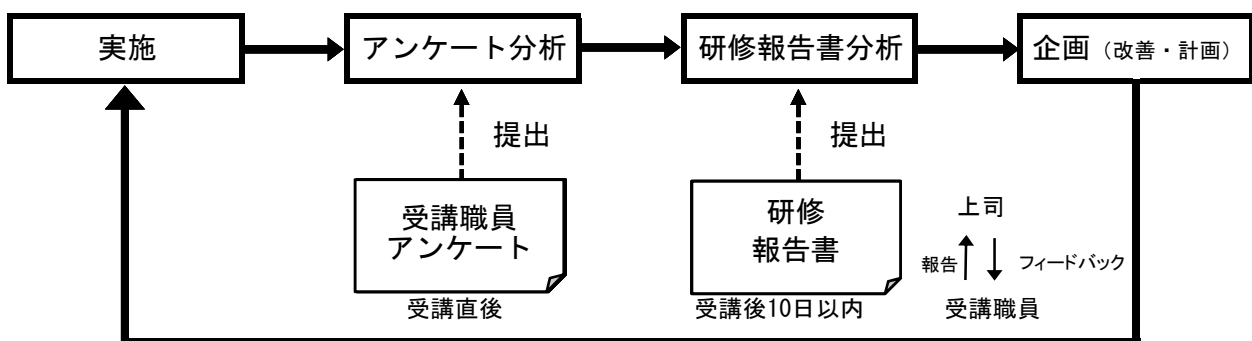 実施
アンケート分析
研修報告書分析
企画（改善・計画）
提出
提出
受講職員
アンケート
受講直後
研修
報告書
受講後10日以内
上司
報告
フィードバック
受講職員